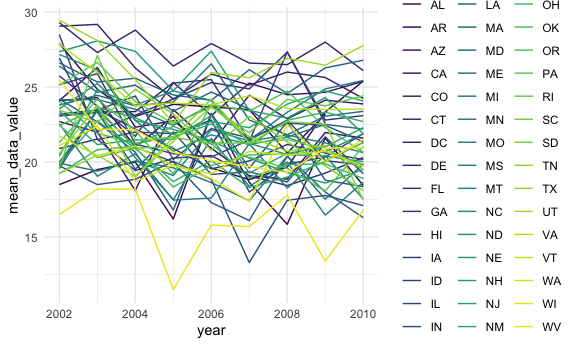 30
25
20
15
mean_data_value
2002 2004 2006 2008 2010
year
AL LA OH
AR MA OK
AZ MD OR
CA ME PA
CO MI RI
CT MN SC
DC MO SD
DE MS TN
FL MT TX
GA NC UT
HI ND VA
IA NE VT
ID NH WA
IL NJ WI
IN NM WV